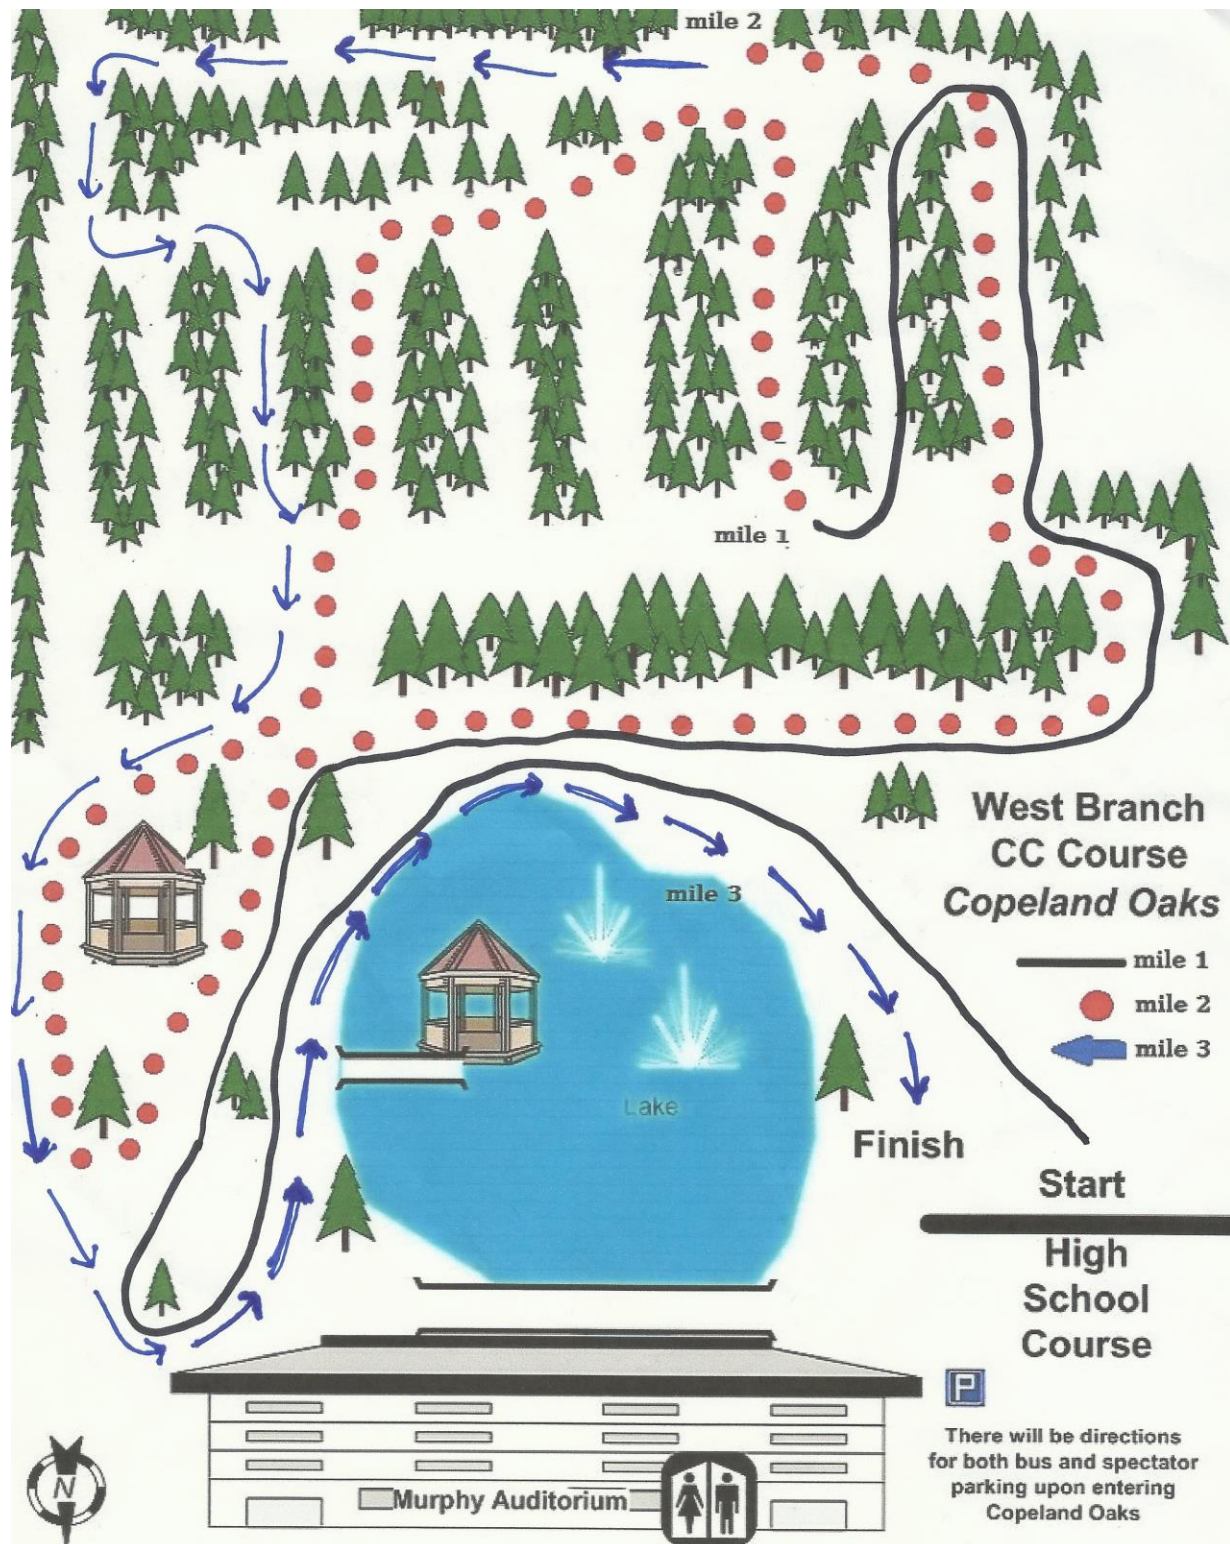 mile 2
mile 1
West Branch
CC Course
Copeland Oaks
mile 3
mile 1
mile 2
mile 3
Lake
Finish
Start
High
School
Course
P
There will be directions
for both bus and spectator
parking upon entering
Copeland Oaks
N
Murphy Auditorium